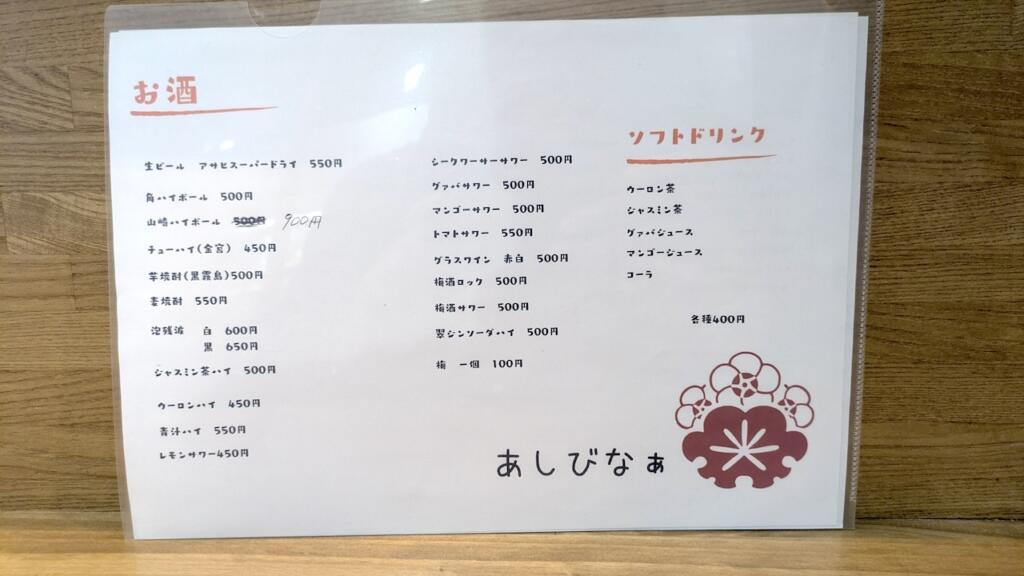 お酒
生ビール アサヒスーパードライ 550円
角ハイボール 500円
山崎ハイボール 500円 900円
チューハイ(金宮) 450円
芋焼酎(黒霧島)500円
麦焼酎 550円
泡残波 白 600円
黒 650円
ジャスミン茶ハイ 500円
ウーロンハイ 450円
青汁ハイ 550円
レモンサワー450円
シークワーサーサワー 500円
グァバサワー 500円
マンゴーサワー 500円
トマトサワー 550円
グラスワイン 赤白 500円
梅酒ロック 500円
梅酒サワー 500円
翠ジンソーダハイ 500円
梅 一個 100円
ソフトドリンク
ウーロン茶
ジャスミン茶
グァバジュース
マンゴージュース
コーラ
各種400円
あしびなぁ